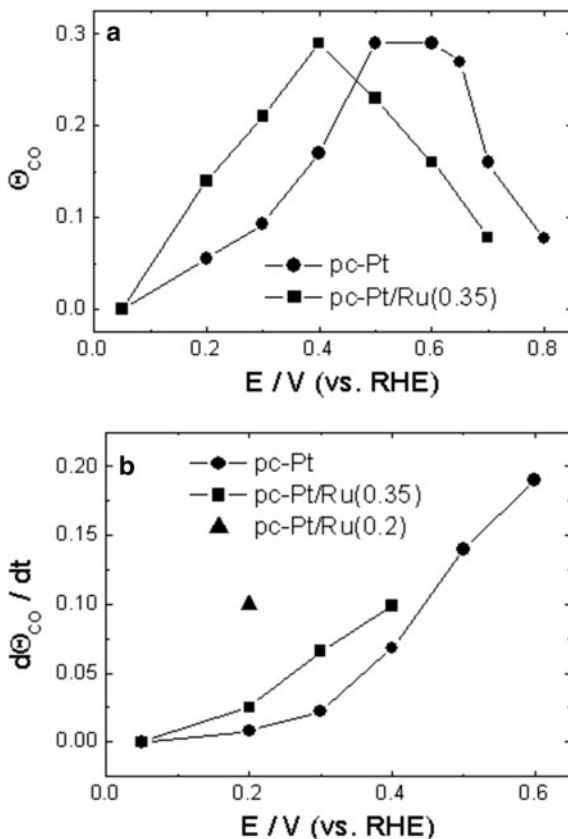 a
0.3
0.2
0.1
0.0
Θco
pc-Pt
pc-Pt/Ru(0.35)
0.0 0.2 0.4 0.6 0.8
E / V (vs. RHE)
b
0.20
0.15
0.10
0.05
0.00
dΘco / dt
pc-Pt
pc-Pt/Ru(0.35)
pc-Pt/Ru(0.2)
0.0 0.2 0.4 0.6
E / V (vs. RHE)